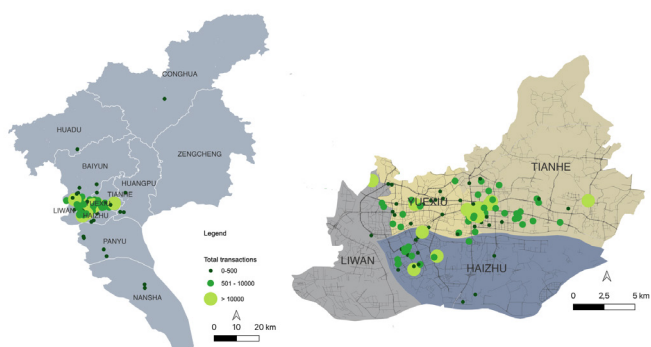 CONGHUA
HUADU
ZENGCHENG
BAIYUN
HUANGPU
TIANHE
LIWAN
YUEXIU
HAIZHU
PANYU
NANSHA
Legend
Total transactions
0-500
501 - 10000
> 10000
0 10 20 km
TIANHE
YUEXIU
LIWAN
HAIZHU
0 2,5 5 km